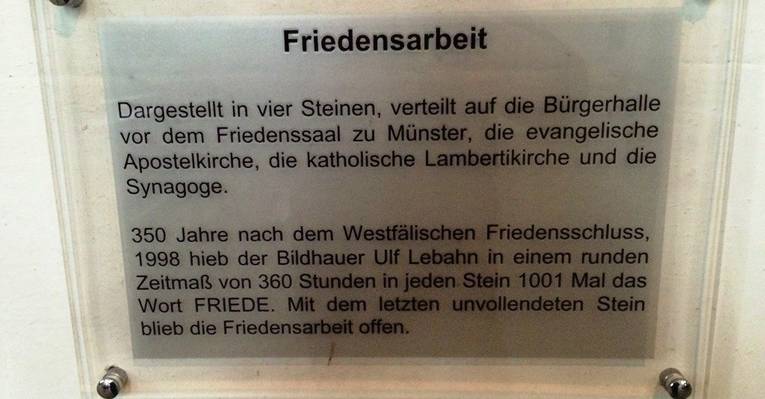 Friedensarbeit
Dargestellt in vier Steinen, verteilt auf die Bürgerhalle
vor dem Friedenssaal zu Münster, die evangelische
Apostelkirche, die katholische Lambertikirche und die
Synagoge.
350 Jahre nach dem Westfälischen Friedensschluss,
1998 hieb der Bildhauer Ulf Lebahn in einem runden
Zeitmaß von 360 Stunden in jeden Stein 1001 Mal das
Wort FRIEDE. Mit dem letzten unvollendeten Stein
blieb die Friedensarbeit offen.